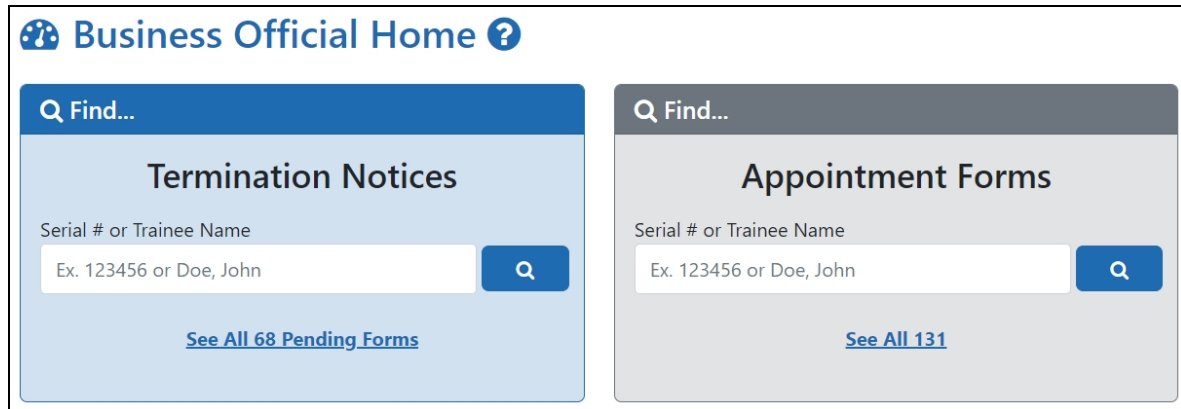 Business Official Home ?
Find...
Termination Notices
Serial # or Trainee Name
Ex. 123456 or Doe, John
See All 68 Pending Forms
Find...
Appointment Forms
Serial # or Trainee Name
Ex. 123456 or Doe, John
See All 131